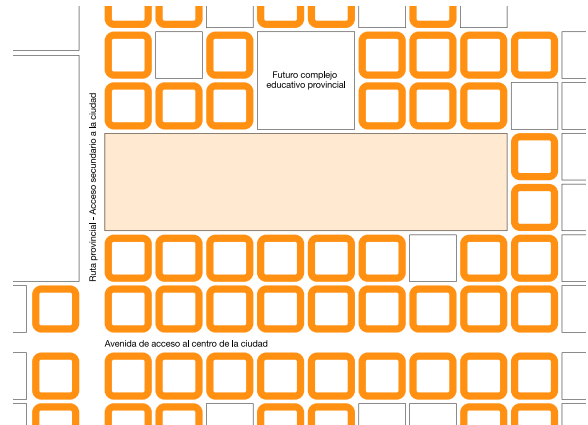 Futuro complejo
educativo provincial
Ruta provincial - Acceso secundario a la ciudad
Avenida de acceso al centro de la ciudad